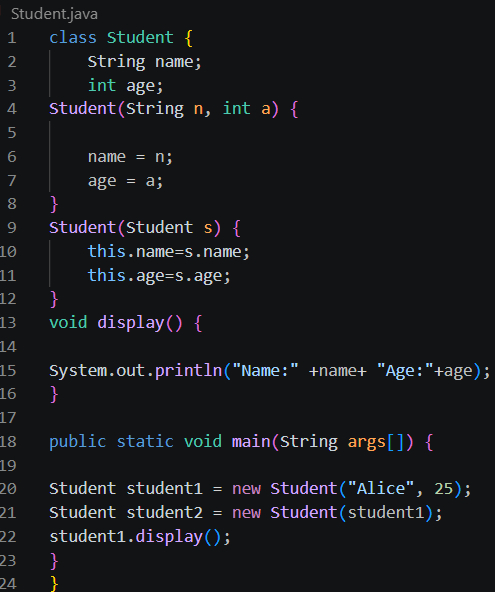 Student.java
1 class Student {
2 String name;
3 int age;
4 Student(String n, int a) {
5
6 name = n;
7 age = a;
8 }
9 Student(Student s) {
10 this.name=s.name;
11 this.age=s.age;
12 }
13 void display() {
14
15 System.out.println("Name:" +name+ "Age:"+age);
16 }
17
18 public static void main(String args[]) {
19
20 Student student1 = new Student("Alice", 25);
21 Student student2 = new Student(student1);
22 student1.display();
23 }
24 }